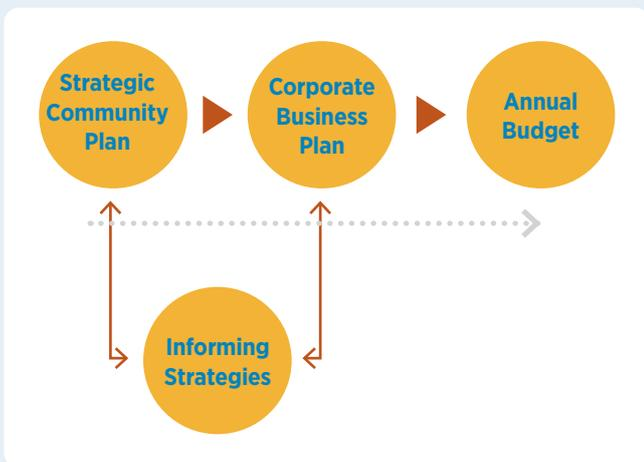 Strategic
Community
Plan
Corporate
Business
Plan
Annual
Budget
Informing
Strategies